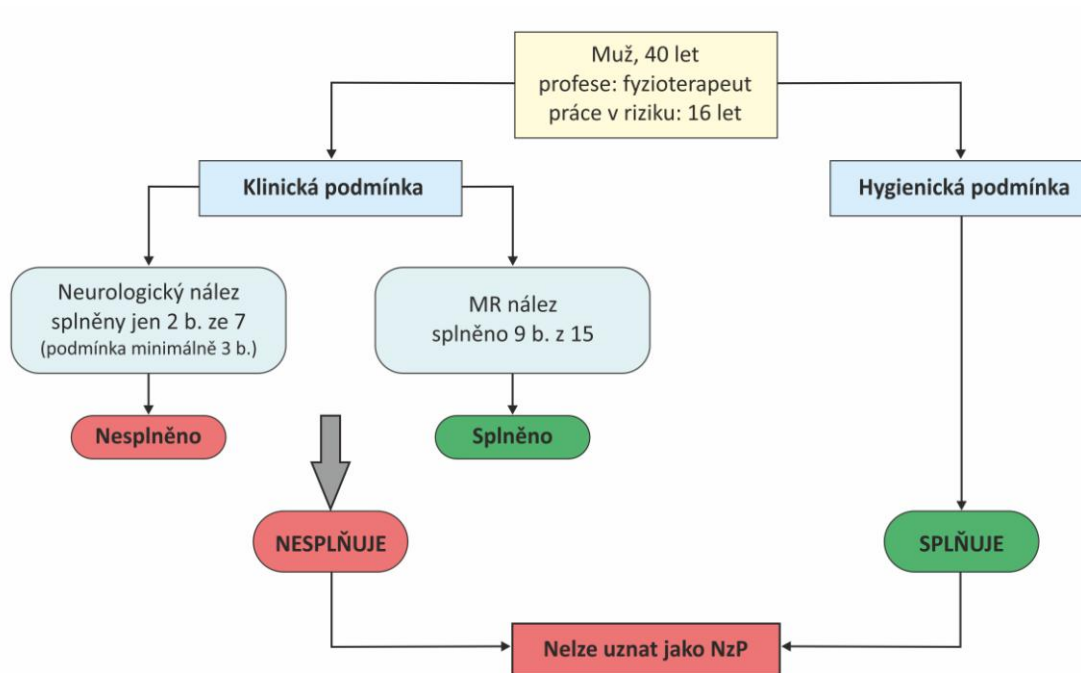 Muž, 40 let
profese: fyzioterapeut
práce v riziku: 16 let
Klinická podmínka
Hygienická podmínka
Neurologický nález
splněny jen 2 b. ze 7
(podmínka minimálně 3 b.)
MR nález
splněno 9 b. z 15
Nesplněno
Splněno
NESPLŇUJE
SPLŇUJE
Nelze uznat jako NzP